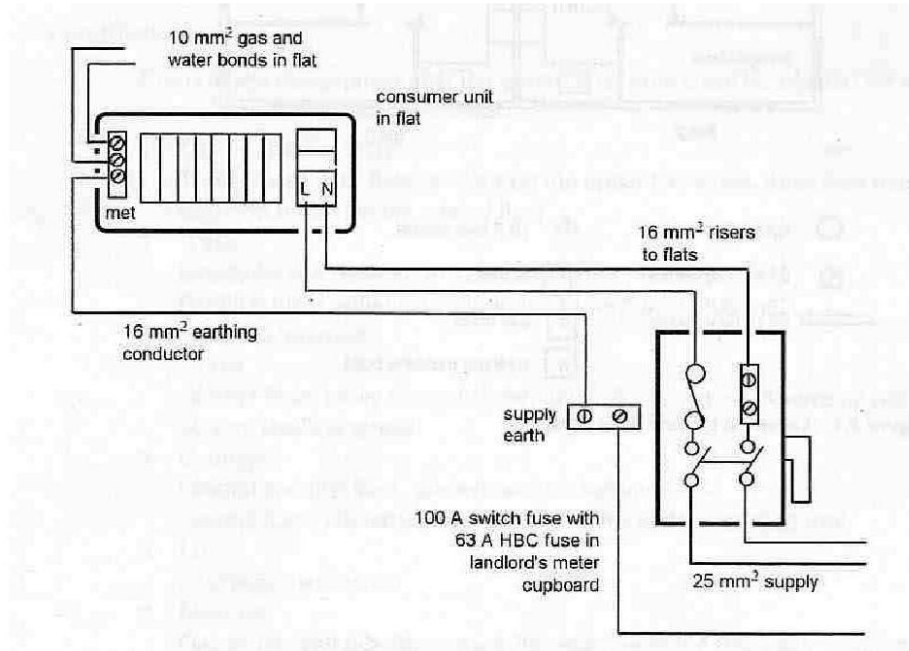 10 mm² gas and
water bonds in flat
consumer unit
in flat
met
L N
16 mm² risers
to flats
16 mm² earthing
conductor
supply
earth
100 A switch fuse with
63 A HBC fuse in
landlord's meter
cupboard
25 mm² supply